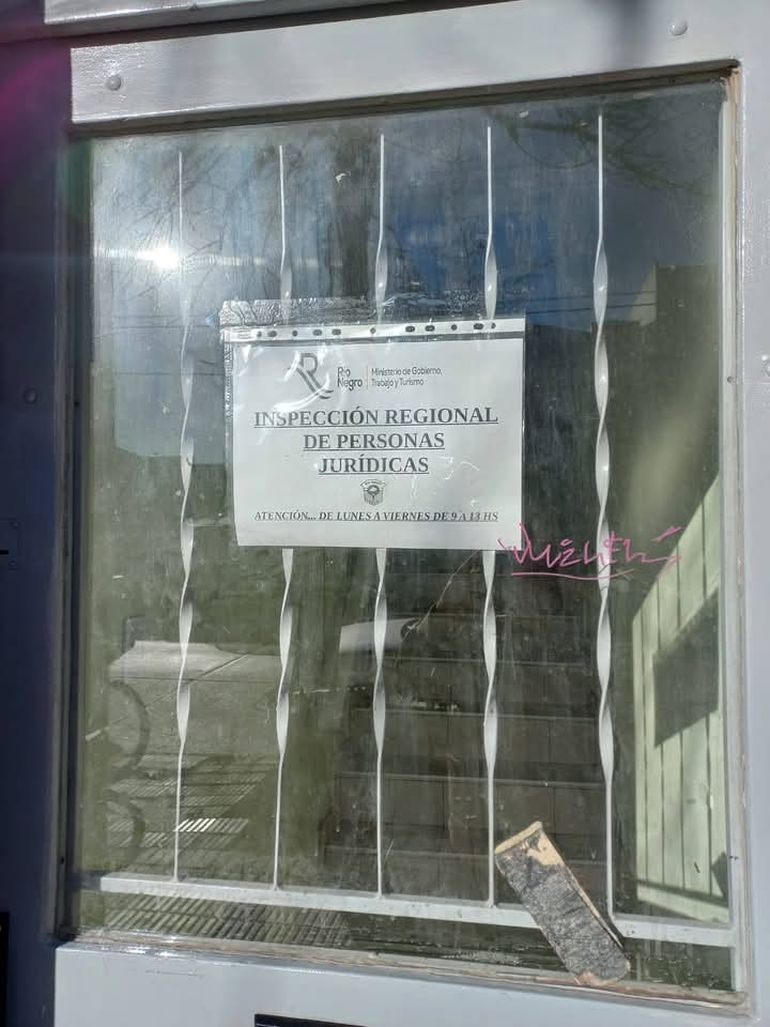 Río Negro
Ministerio de Gobierno,
Trabajo y Turismo
INSPECCIÓN REGIONAL
DE PERSONAS
JURÍDICAS
ATENCIÓN... DE LUNES A VIERNES DE 9 A 13 HS